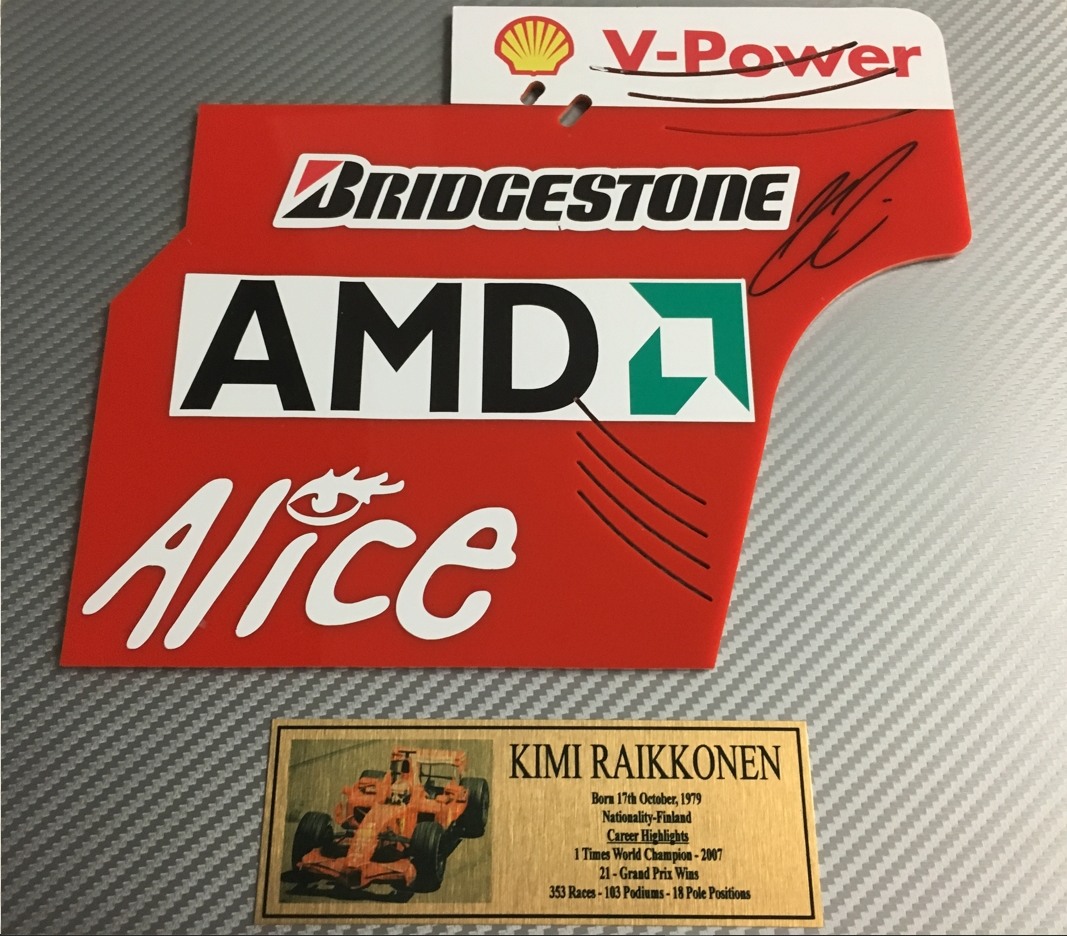 V-Power
BRIDGESTONE
AMD
Alice
KIMI RAIKKONEN
Born 17th October, 1979
Nationality-Finland
Career Highlights
1 Times World Champion - 2007
21 - Grand Prix Wins
353 Races - 103 Podiums - 18 Pole Positions